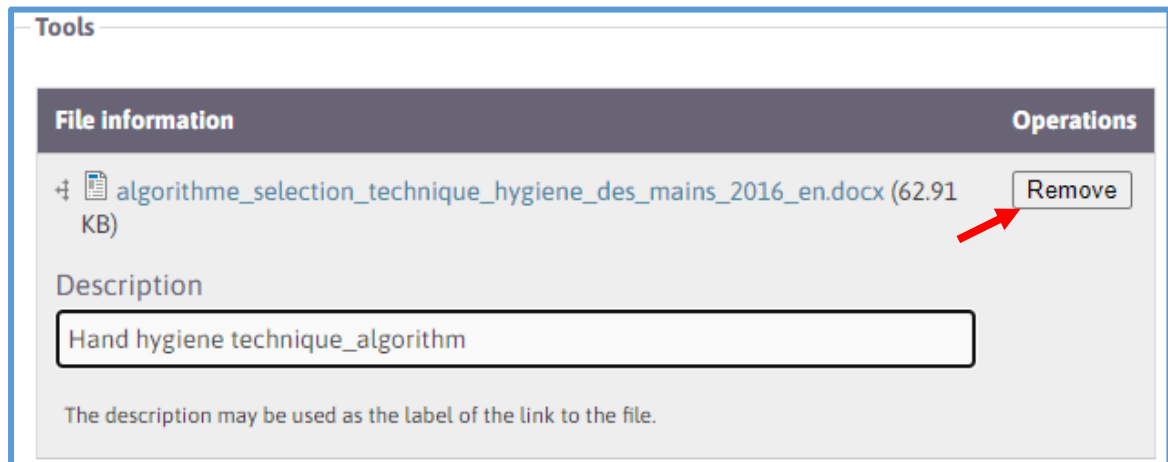 Tools
File information Operations
algorithme_selection_technique_hygiene_des_mains_2016_en.docx (62.91 Remove
KB)
Description
Hand hygiene technique_algorithm
The description may be used as the label of the link to the file.